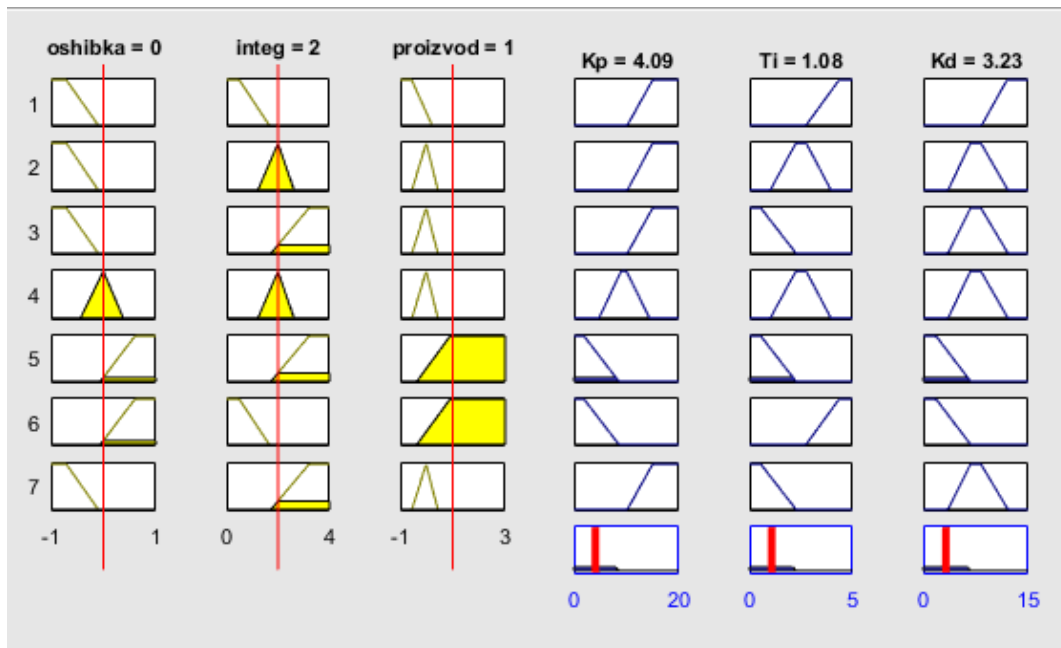 oshibka = 0 integ = 2 proizvod = 1 Kp = 4.09 Ti = 1.08 Kd = 3.23
1
2
3
4
5
6
7
-1 1 0 4 -1 3
0 20 0 5 0 15